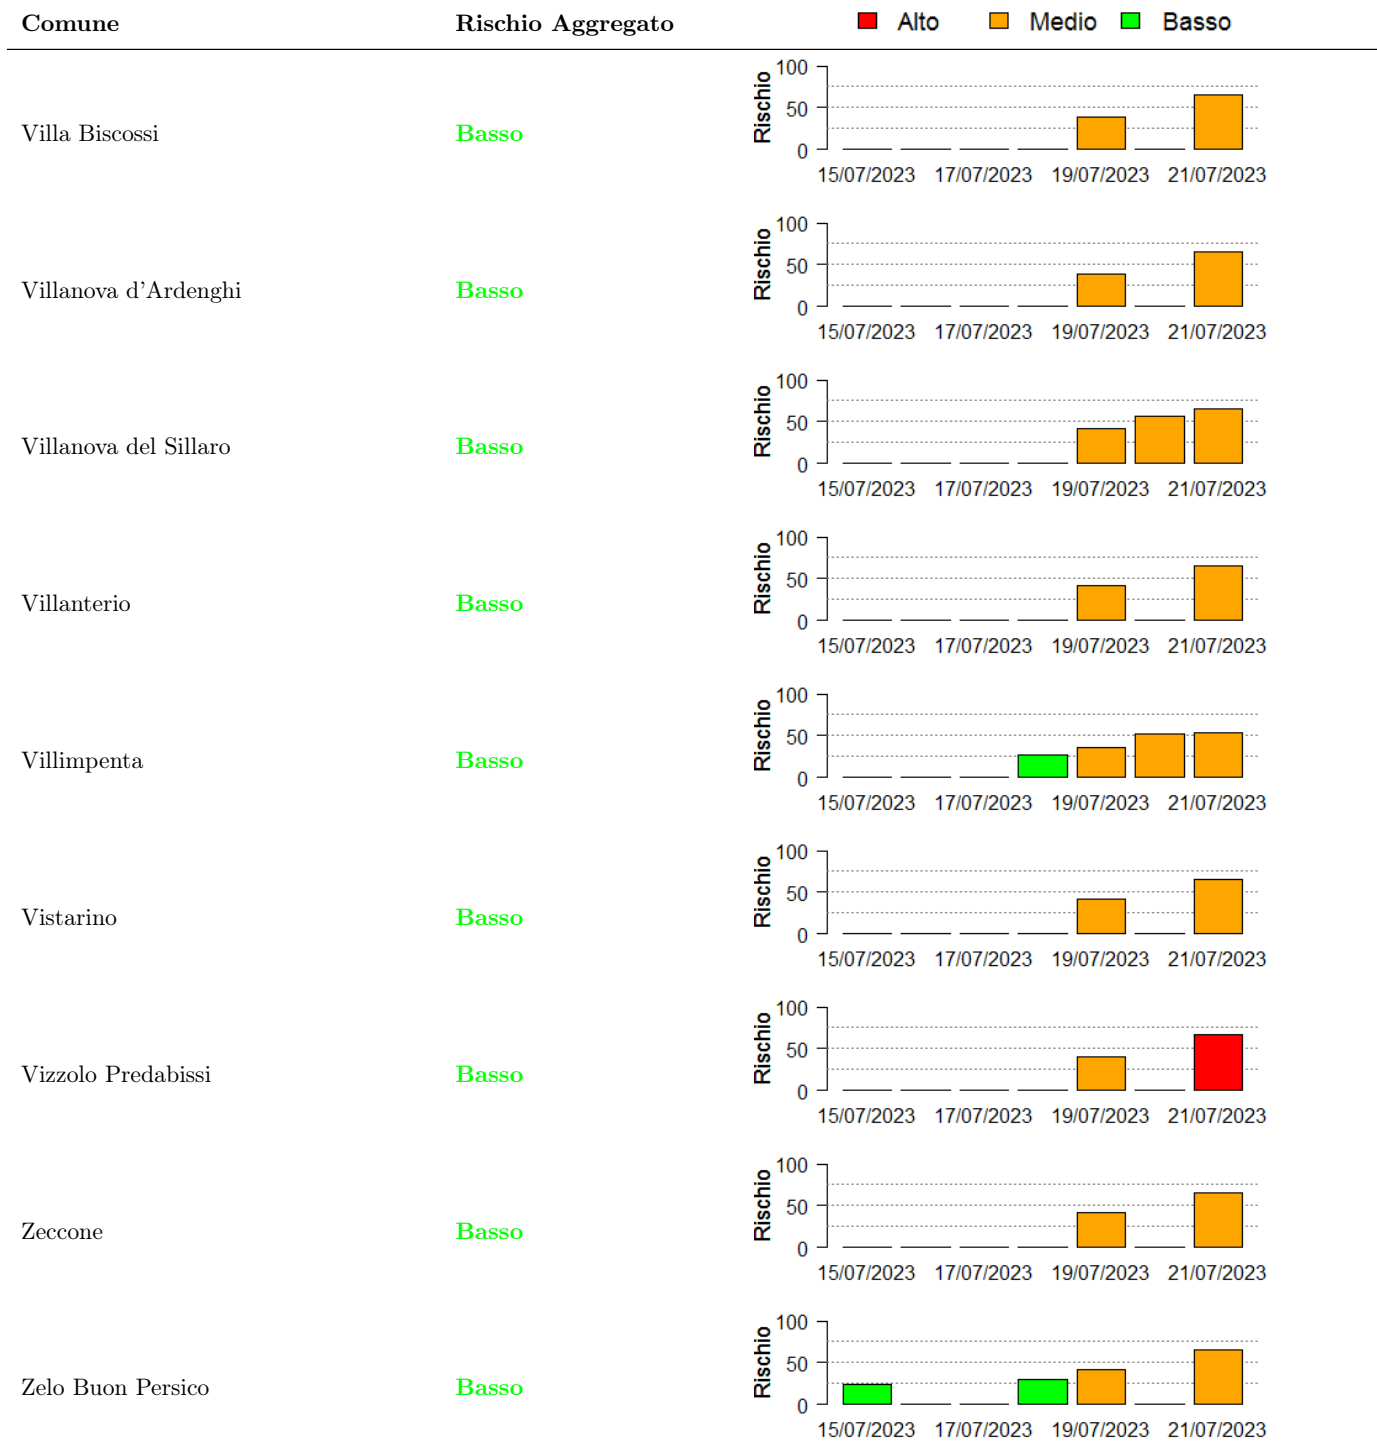 Comune Rischio Aggregato Alto Medio Basso
Villa Biscossi Basso
Rischio
100
50
0
15/07/2023 17/07/2023 19/07/2023 21/07/2023
Villanova d'Ardenghi Basso
Rischio
100
50
0
15/07/2023 17/07/2023 19/07/2023 21/07/2023
Villanova del Sillaro Basso
Rischio
100
50
0
15/07/2023 17/07/2023 19/07/2023 21/07/2023
Villanterio Basso
Rischio
100
50
0
15/07/2023 17/07/2023 19/07/2023 21/07/2023
Villimpenta Basso
Rischio
100
50
0
15/07/2023 17/07/2023 19/07/2023 21/07/2023
Vistarino Basso
Rischio
100
50
0
15/07/2023 17/07/2023 19/07/2023 21/07/2023
Vizzolo Predabissi Basso
Rischio
100
50
0
15/07/2023 17/07/2023 19/07/2023 21/07/2023
Zeccone Basso
Rischio
100
50
0
15/07/2023 17/07/2023 19/07/2023 21/07/2023
Zelo Buon Persico Basso
Rischio
100
50
0
15/07/2023 17/07/2023 19/07/2023 21/07/2023